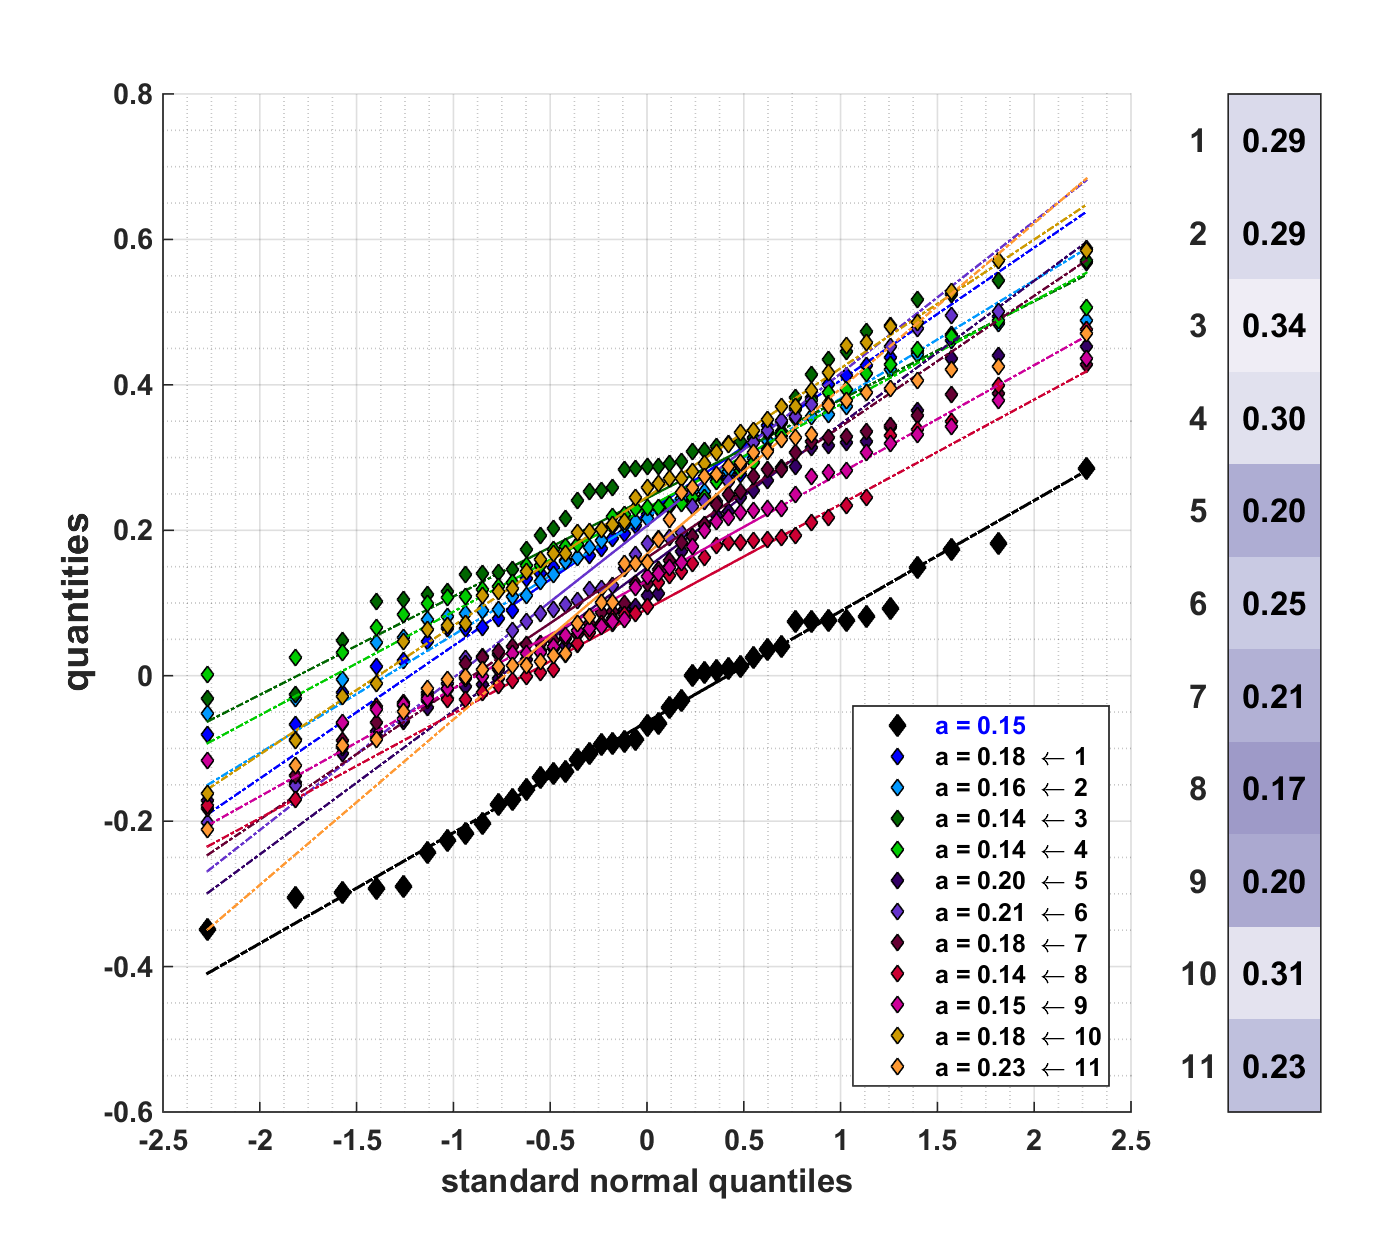 0.8
0.6
0.4
0.2
0
-0.2
-0.4
-0.6
quantities
-2.5 -2 -1.5 -1 -0.5 0 0.5 1 1.5 2 2.5
standard normal quantiles
a = 0.15
a = 0.18 ← 1
a = 0.16 ← 2
a = 0.14 ← 3
a = 0.14 ← 4
a = 0.20 ← 5
a = 0.21 ← 6
a = 0.18 ← 7
a = 0.14 ← 8
a = 0.15 ← 9
a = 0.18 ← 10
a = 0.23 ← 11
1 0.29
2 0.29
3 0.34
4 0.30
5 0.20
6 0.25
7 0.21
8 0.17
9 0.20
10 0.31
11 0.23